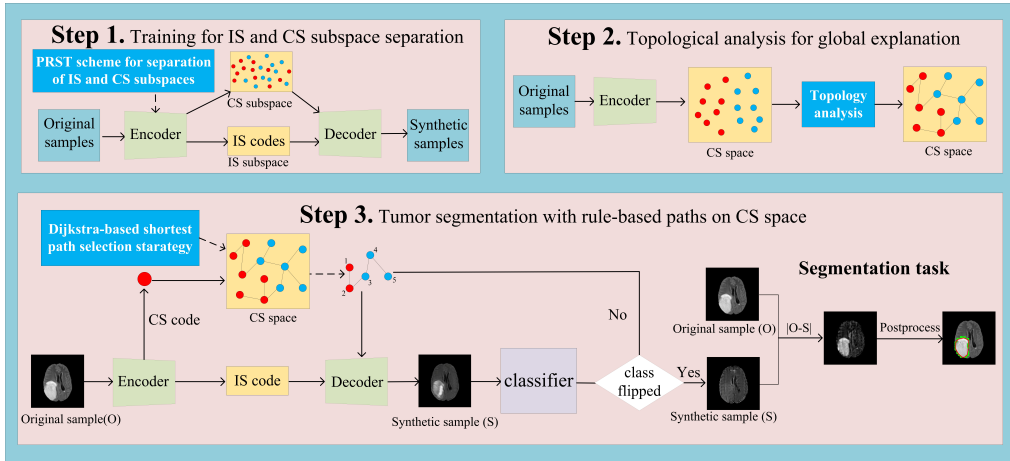 Step 1. Training for IS and CS subspace separation
PRST scheme for separation
of IS and CS subspaces
CS subspace
Original
samples
Encoder
IS codes
IS subspace
Decoder
Synthetic
samples
Step 2. Topological analysis for global explanation
Original
samples
Encoder
CS space
Topology
analysis
CS space
Step 3. Tumor segmentation with rule-based paths on CS space
Dijkstra-based shortest
path selection starategy
CS code
CS space
1
2
3
4
5
No
Original sample(O)
Encoder
IS code
Decoder
Synthetic sample (S)
classifier
class
flipped
Yes
Original sample (O)
Synthetic sample (S)
Segmentation task
|O-S|
Postprocess